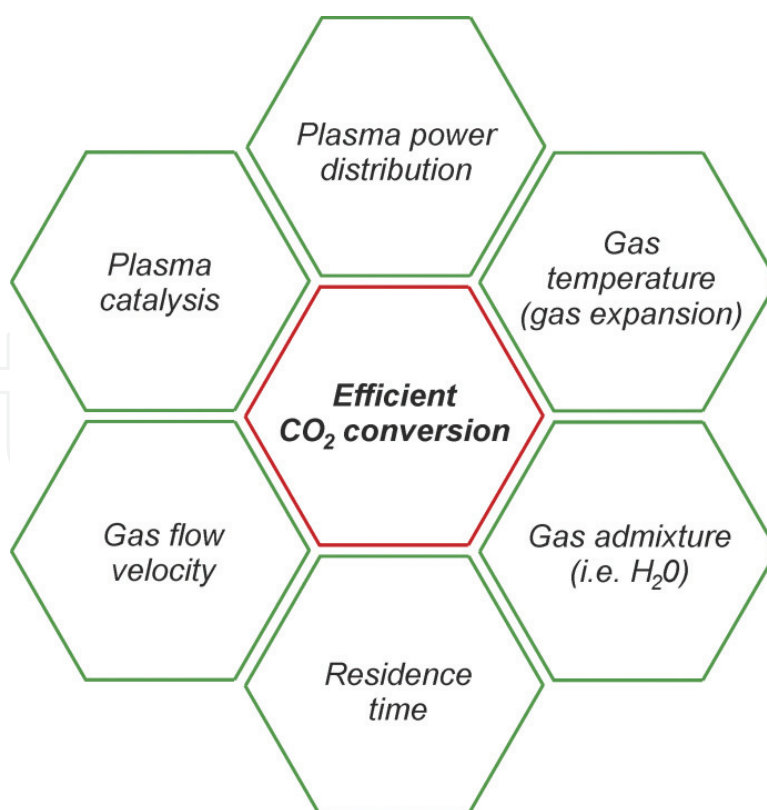 Plasma power
distribution
Plasma
catalysis
Gas
temperature
(gas expansion)
Efficient
CO₂ conversion
Gas flow
velocity
Gas admixture
(i.e. H₂0)
Residence
time